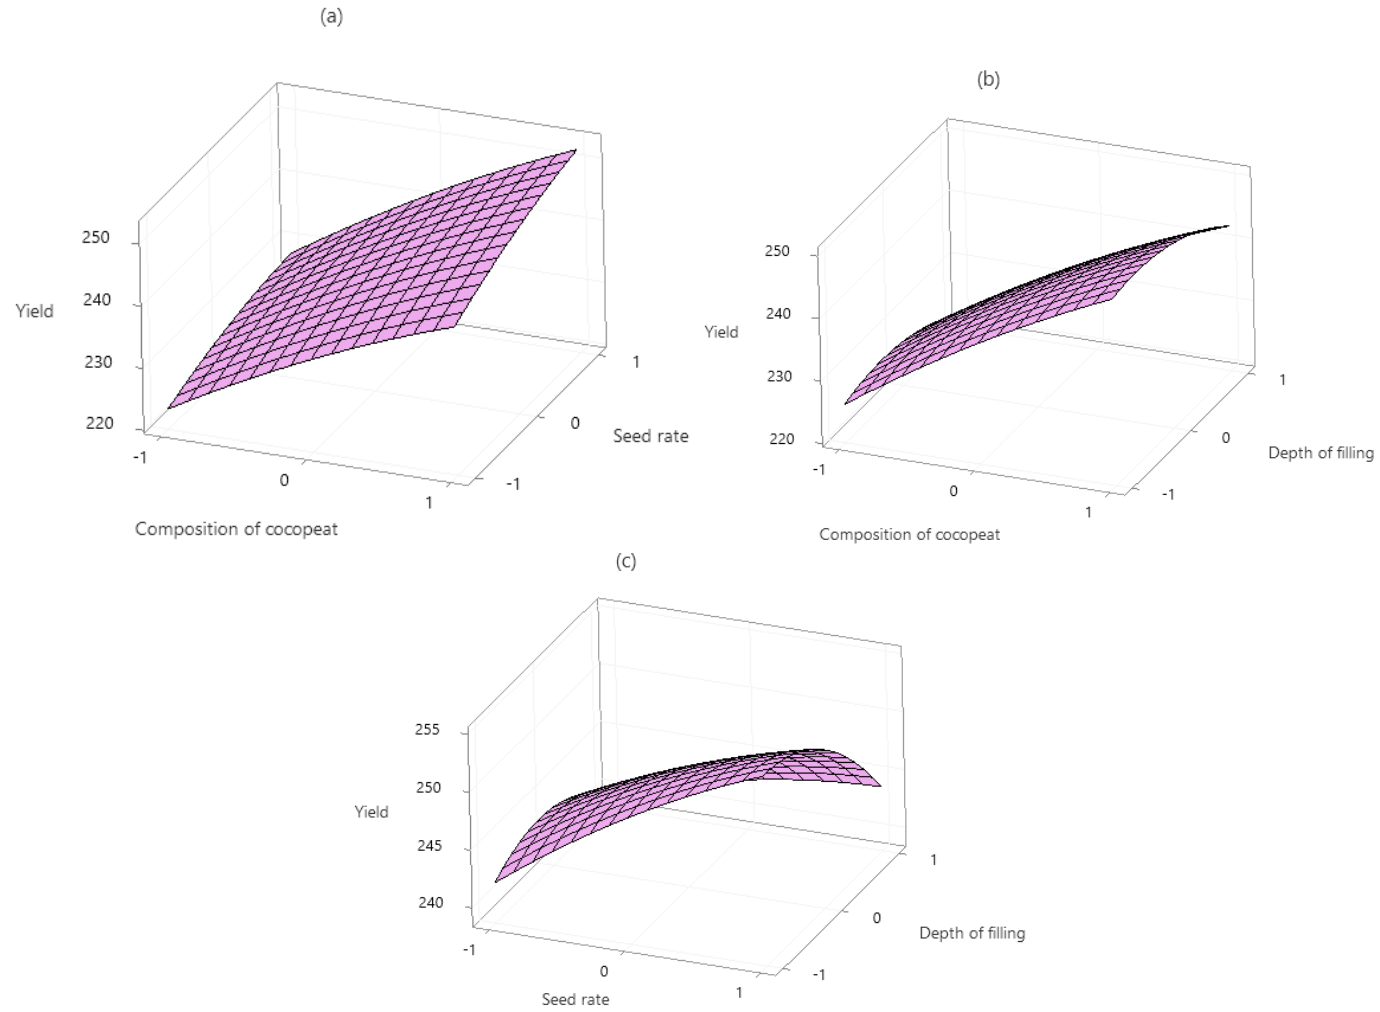 (a)
250
240
230
220
Yield
-1
0
1
Composition of cocopeat
-1
0
1
Seed rate
(b)
250
240
230
220
Yield
-1
0
1
Composition of cocopeat
-1
0
1
Depth of filling
(c)
255
250
245
240
Yield
-1
0
1
Seed rate
-1
0
1
Depth of filling